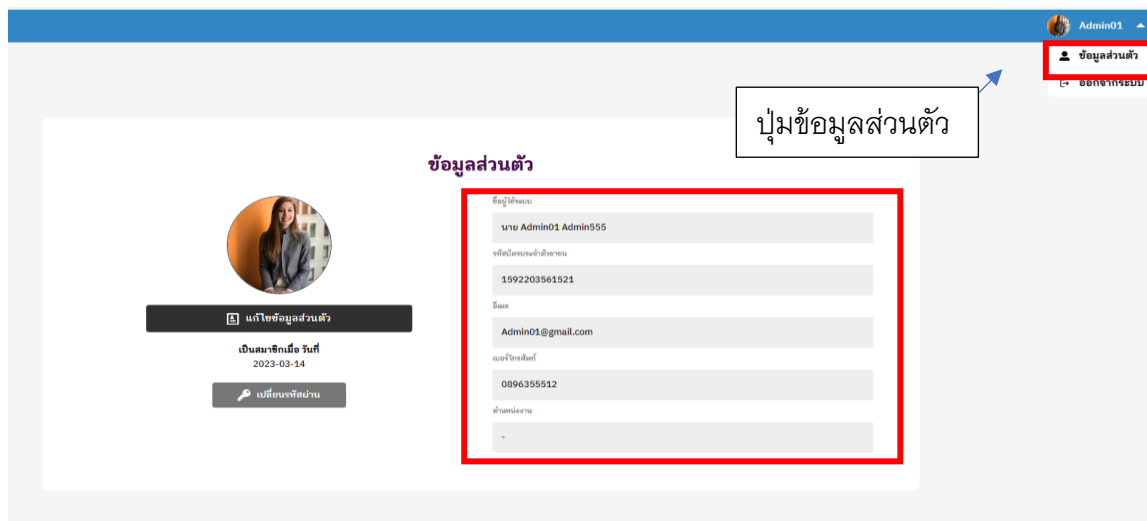 Admin01
ข้อมูลส่วนตัว
ออกจากระบบ
ปุ่มข้อมูลส่วนตัว
ข้อมูลส่วนตัว
ชื่อผู้ใช้ระบบ
นาย Admin01 Admin555
รหัสบัตรประจำตัวประชาชน
1592203561521
อีเมล
Admin01@gmail.com
เบอร์โทรศัพท์
0896355512
ตำแหน่งงาน
-
แก้ไขข้อมูลส่วนตัว
เป็นสมาชิกเมื่อ วันที่
2023-03-14
เปลี่ยนรหัสผ่าน